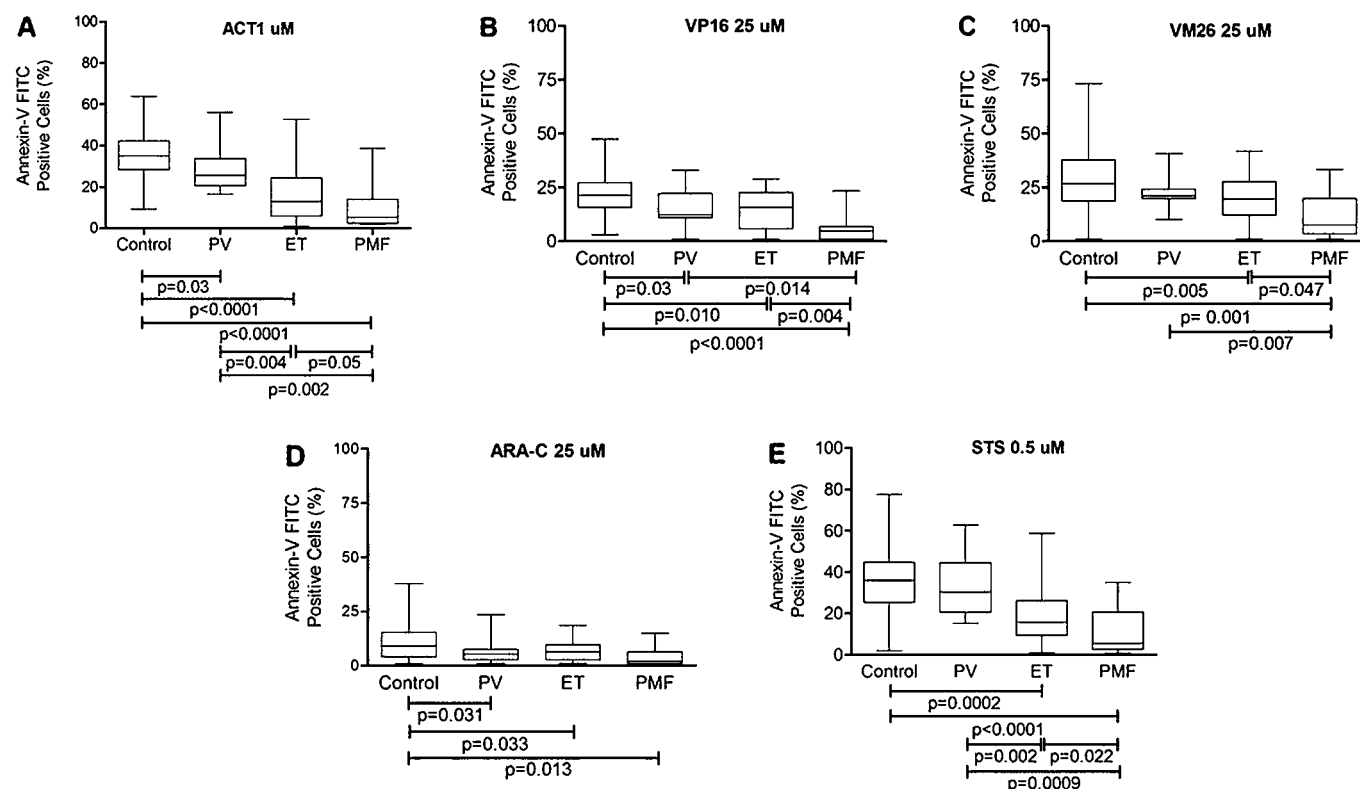 A
ACT1 uM
Annexin-V FITC
Positive Cells (%)
100
80
60
40
20
0
Control PV ET PMF
p=0.03
p<0.0001
p<0.0001
p=0.004 p=0.05
p=0.002
B
VP16 25 uM
Annexin-V FITC
Positive Cells (%)
100
75
50
25
0
Control PV ET PMF
p=0.03 p=0.014
p=0.010 p=0.004
p<0.0001
C
VM26 25 uM
Annexin-V FITC
Positive Cells (%)
100
75
50
25
0
Control PV ET PMF
p=0.005 p=0.047
p= 0.001
p=0.007
D
ARA-C 25 uM
Annexin-V FITC
Positive Cells (%)
100
75
50
25
0
Control PV ET PMF
p=0.031
p=0.033
p=0.013
E
STS 0.5 uM
Annexin-V FITC
Positive Cells (%)
100
80
60
40
20
0
Control PV ET PMF
p=0.0002
p<0.0001
p=0.002 p=0.022
p=0.0009